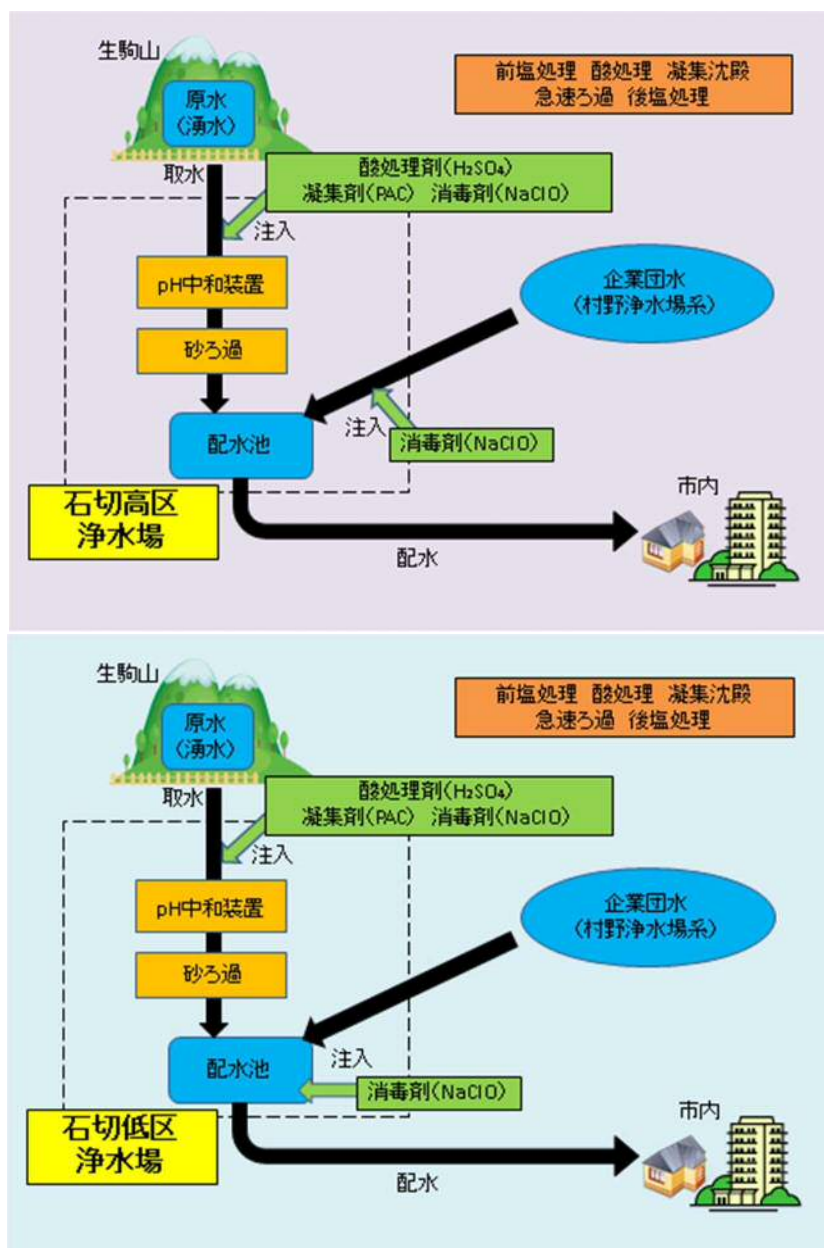 生駒山
原水
(湧水)
前塩処理 酸処理 凝集沈殿
急速ろ過 後塩処理
取水
酸処理剤(H₂SO₄)
凝集剤(PAC) 消毒剤(NaClO)
注入
pH中和装置
企業団水
(村野浄水場系)
砂ろ過
配水池
注入
消毒剤(NaClO)
石切高区
浄水場
市内
配水
生駒山
原水
(湧水)
前塩処理 酸処理 凝集沈殿
急速ろ過 後塩処理
取水
酸処理剤(H₂SO₄)
凝集剤(PAC) 消毒剤(NaClO)
注入
pH中和装置
企業団水
(村野浄水場系)
砂ろ過
配水池
注入
消毒剤(NaClO)
石切低区
浄水場
市内
配水